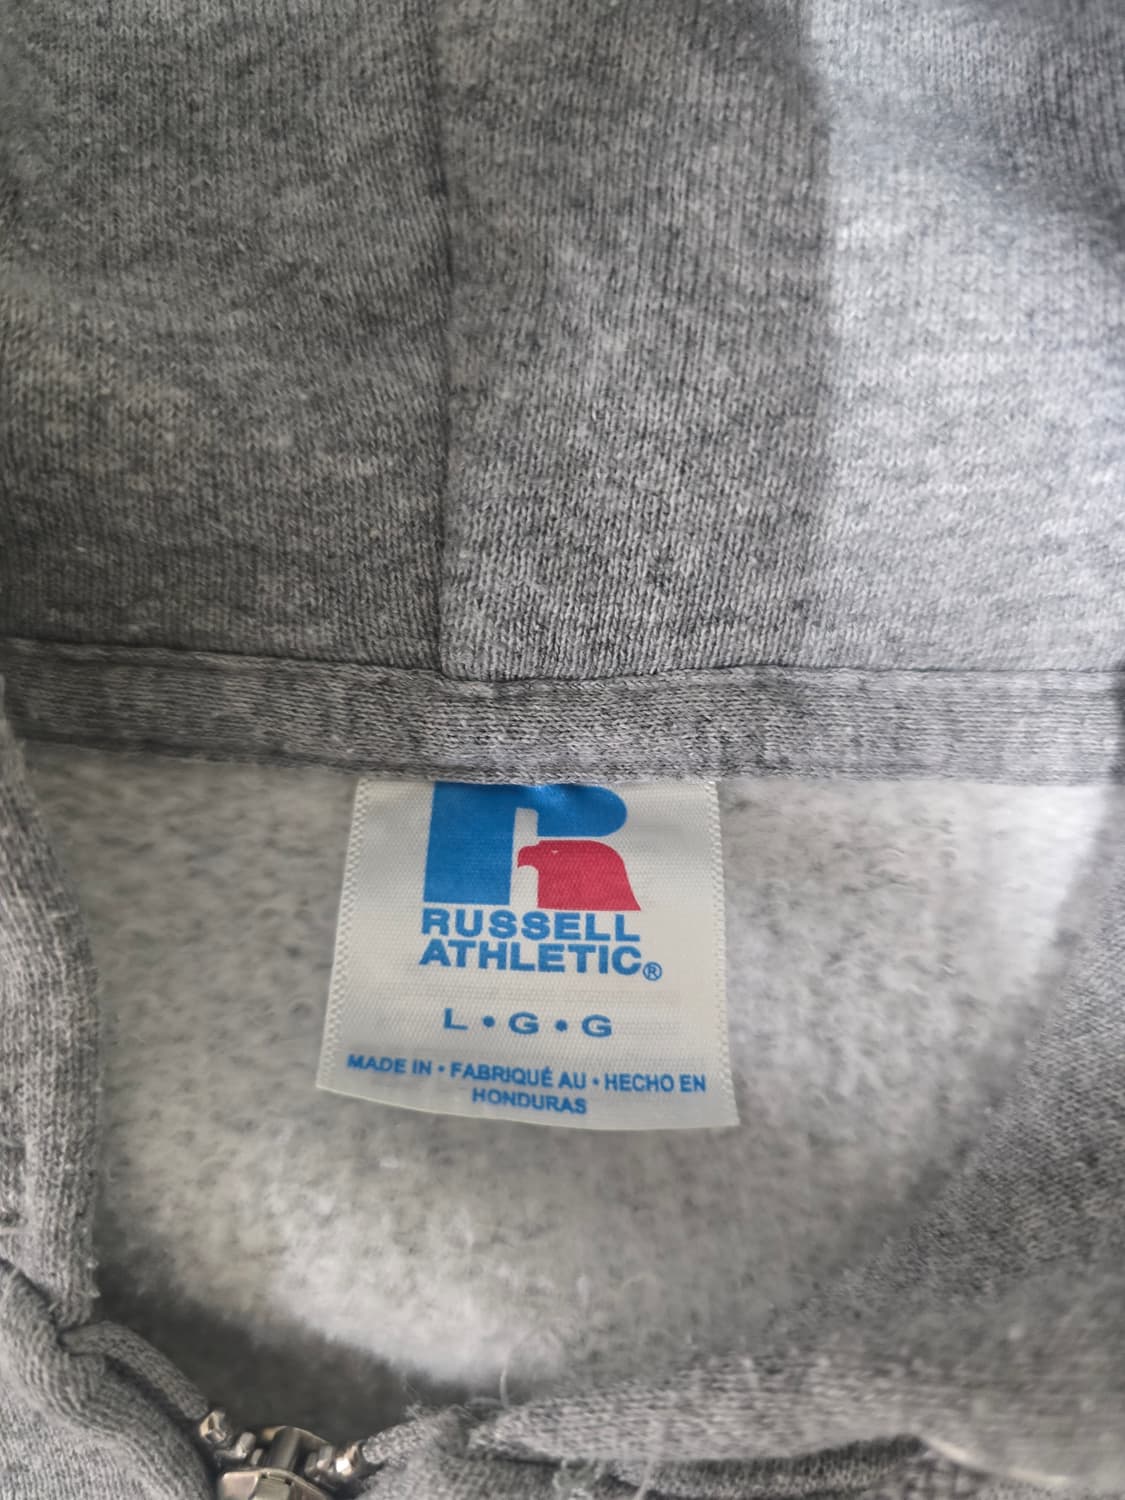 RUSSELL
ATHLETIC®
L • G • G
MADE IN • FABRIQUÉ AU • HECHO EN
HONDURAS